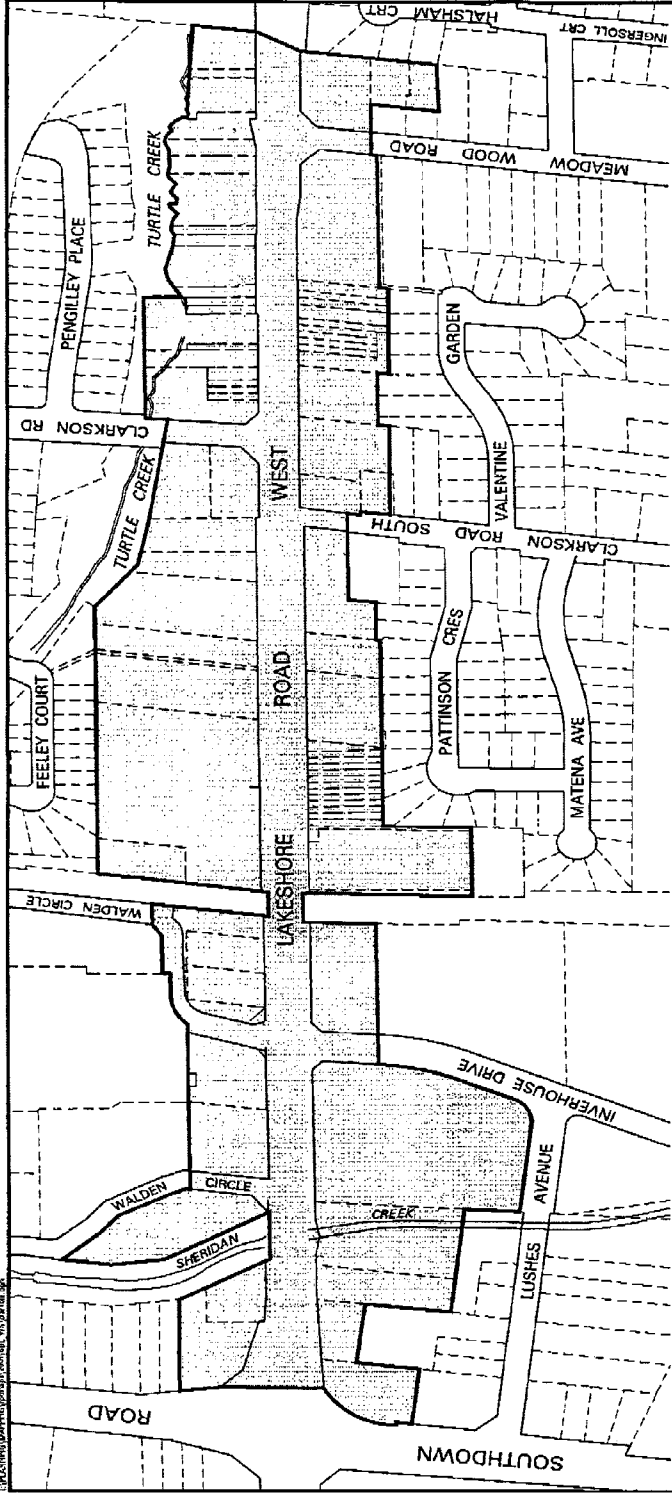 INGERSOLL CRT
HALSHAM CRT
MEADOW WOOD ROAD
TURTLE CREEK
PENGILLEY PLACE
CLARKSON RD
TURTLE CREEK
GARDEN
VALENTINE
CLARKSON ROAD SOUTH
PATTINSON CRES
MATENA AVE
FEELEY COURT
LAKESHORE ROAD WEST
WALDEN CIRCLE
INVERHOUSE DRIVE
WALDEN CIRCLE
SHERIDAN CREEK
LUSHES AVENUE
SOUTHDOWN ROAD